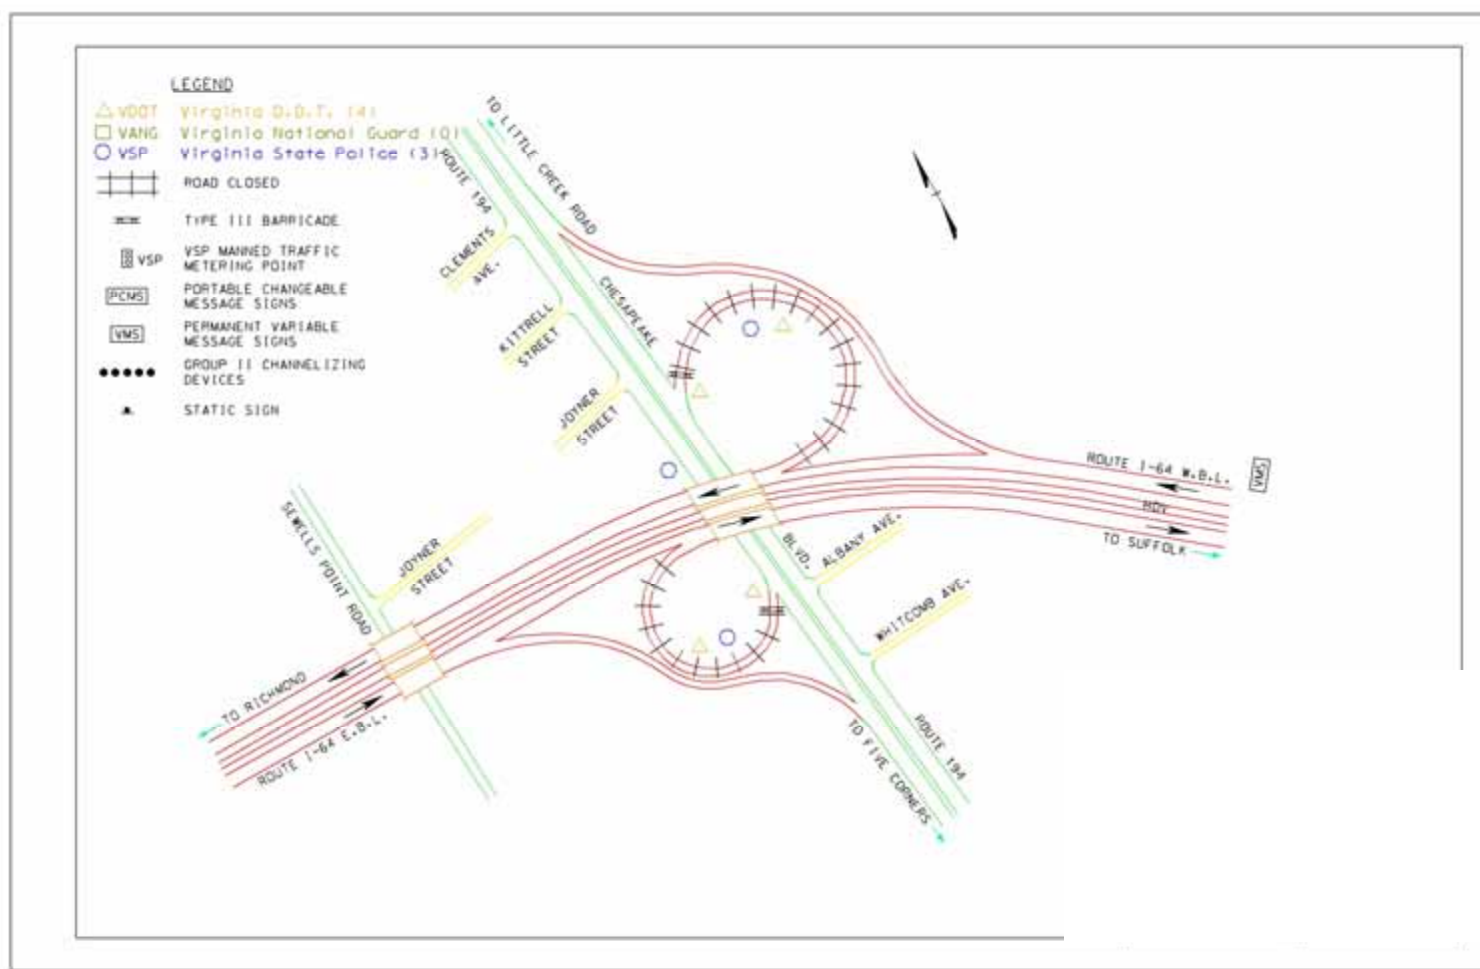 LEGEND
VDOT Virginia D.O.T. (4)
VANG Virginia National Guard (0)
VSP Virginia State Police (3)
ROAD CLOSED
TYPE III BARRICADE
VSP VSP MANNED TRAFFIC
METERING POINT
PCMS PORTABLE CHANGEABLE
MESSAGE SIGNS
VMS PERMANENT VARIABLE
MESSAGE SIGNS
GROUP II CHANNELIZING
DEVICES
STATIC SIGN
TO LITTLE CREEK ROAD
ROUTE 194
CLEMENTS
AVE.
KITTRELL
STREET
JOYNER
STREET
CHESAPEAKE
BLVD.
ROUTE I-64 W.B.L.
VMS
HOV
TO SUFFOLK
ALBANY AVE.
WHITCOMB AVE.
SEWELLS POINT ROAD
JOYNER
STREET
TO RICHMOND
ROUTE I-64 E.B.L.
ROUTE 194
TO FIVE CORNERS